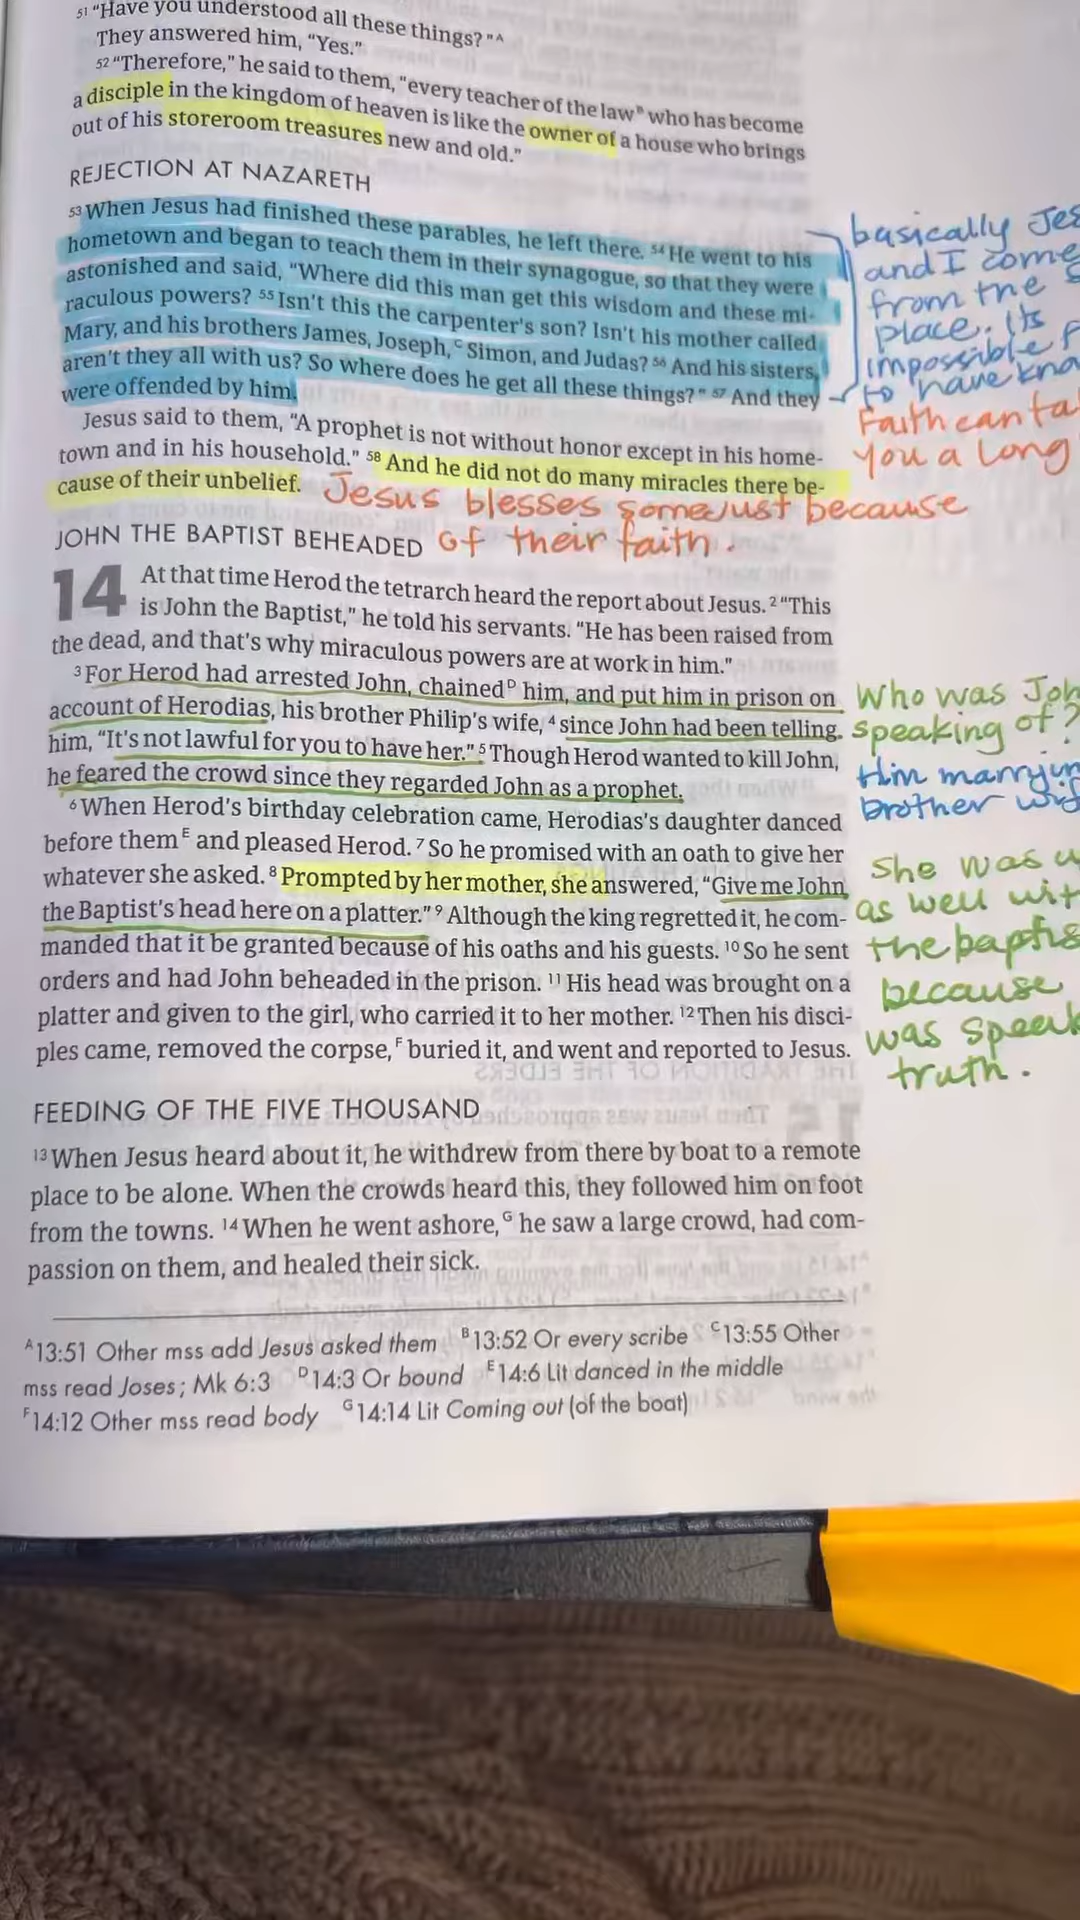 51 "Have you understood all these things?" A
They answered him, "Yes."
52 "Therefore," he said to them, "every teacher of the law B who has become
a disciple in the kingdom of heaven is like the owner of a house who brings
out of his storeroom treasures new and old."
REJECTION AT NAZARETH
53 When Jesus had finished these parables, he left there. 54 He went to his
hometown and began to teach them in their synagogue, so that they were
astonished and said, "Where did this man get this wisdom and these mi-
raculous powers? 55 Isn't this the carpenter's son? Isn't his mother called
Mary, and his brothers James, Joseph, C Simon, and Judas? 56 And his sisters,
aren't they all with us? So where does he get all these things?" 57 And they
were offended by him.
basically
and I come
from the
place. Its
impossible
to have
Faith can
you a long
Jesus said to them, "A prophet is not without honor except in his home-
town and in his household." 58 And he did not do many miracles there be-
cause of their unbelief.
Jesus blesses some just because
of their faith.
JOHN THE BAPTIST BEHEADED
14 At that time Herod the tetrarch heard the report about Jesus. 2 "This
is John the Baptist," he told his servants. "He has been raised from
the dead, and that's why miraculous powers are at work in him."
3 For Herod had arrested John, chained D him, and put him in prison on
account of Herodias, his brother Philip's wife, 4 since John had been telling
him, "It's not lawful for you to have her." 5 Though Herod wanted to kill John,
he feared the crowd since they regarded John as a prophet.
Who was
speaking of?
Him
brother
6 When Herod's birthday celebration came, Herodias's daughter danced
before them E and pleased Herod. 7 So he promised with an oath to give her
whatever she asked. 8 Prompted by her mother, she answered, "Give me John
the Baptist's head here on a platter." 9 Although the king regretted it, he com-
manded that it be granted because of his oaths and his guests. 10 So he sent
orders and had John beheaded in the prison. 11 His head was brought on a
platter and given to the girl, who carried it to her mother. 12 Then his disci-
ples came, removed the corpse, F buried it, and went and reported to Jesus.
She was
as well
the
because
was
truth.
FEEDING OF THE FIVE THOUSAND
13 When Jesus heard about it, he withdrew from there by boat to a remote
place to be alone. When the crowds heard this, they followed him on foot
from the towns. 14 When he went ashore, G he saw a large crowd, had com-
passion on them, and healed their sick.
A 13:51 Other mss add Jesus asked them B 13:52 Or every scribe C 13:55 Other
mss read Joses; Mk 6:3 D 14:3 Or bound E 14:6 Lit danced in the middle
F 14:12 Other mss read body G 14:14 Lit Coming out (of the boat)